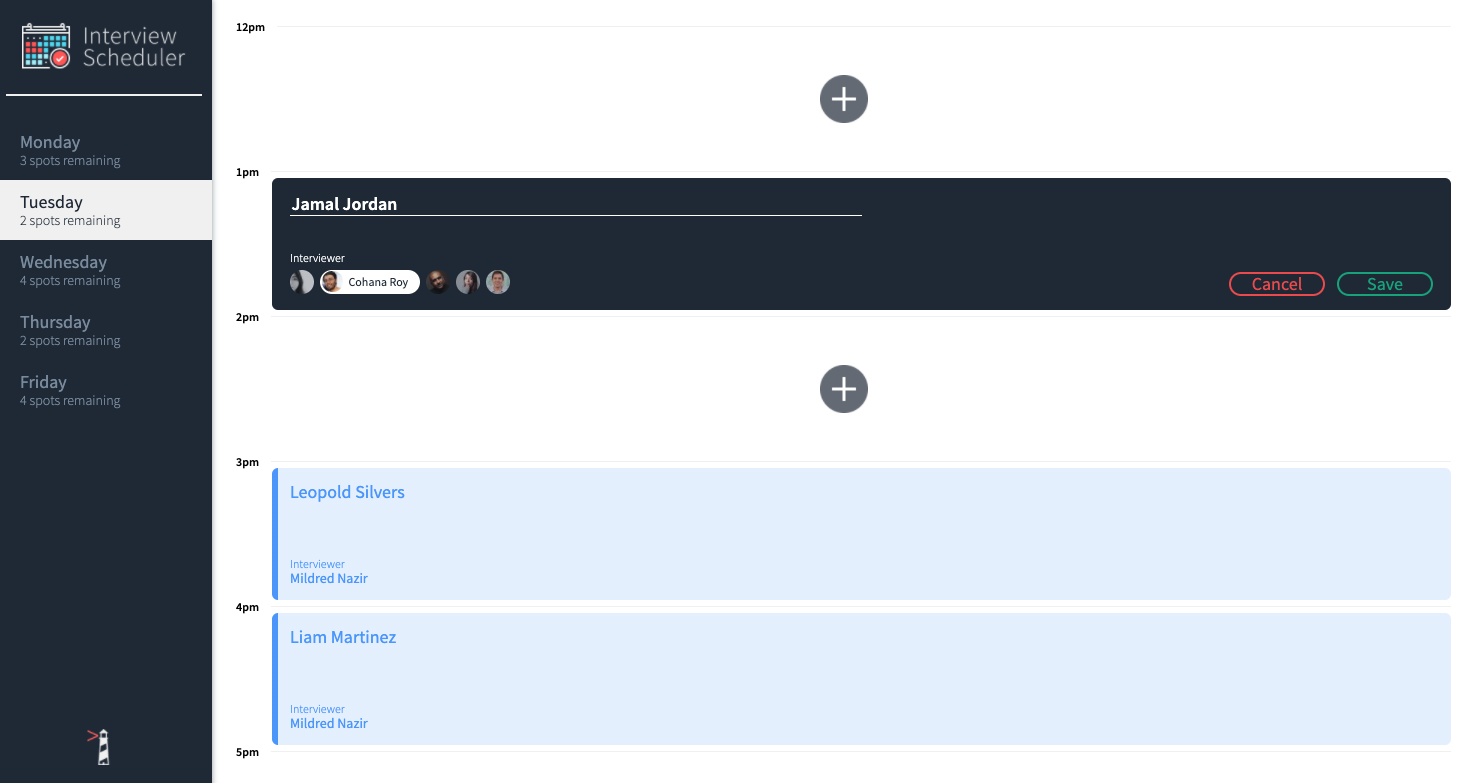 Interview
Scheduler
Monday
3 spots remaining
Tuesday
2 spots remaining
Wednesday
4 spots remaining
Thursday
2 spots remaining
Friday
4 spots remaining
12pm
1pm
Jamal Jordan
Interviewer
Cohana Roy
Cancel
Save
2pm
3pm
Leopold Silvers
Interviewer
Mildred Nazir
4pm
Liam Martinez
Interviewer
Mildred Nazir
5pm